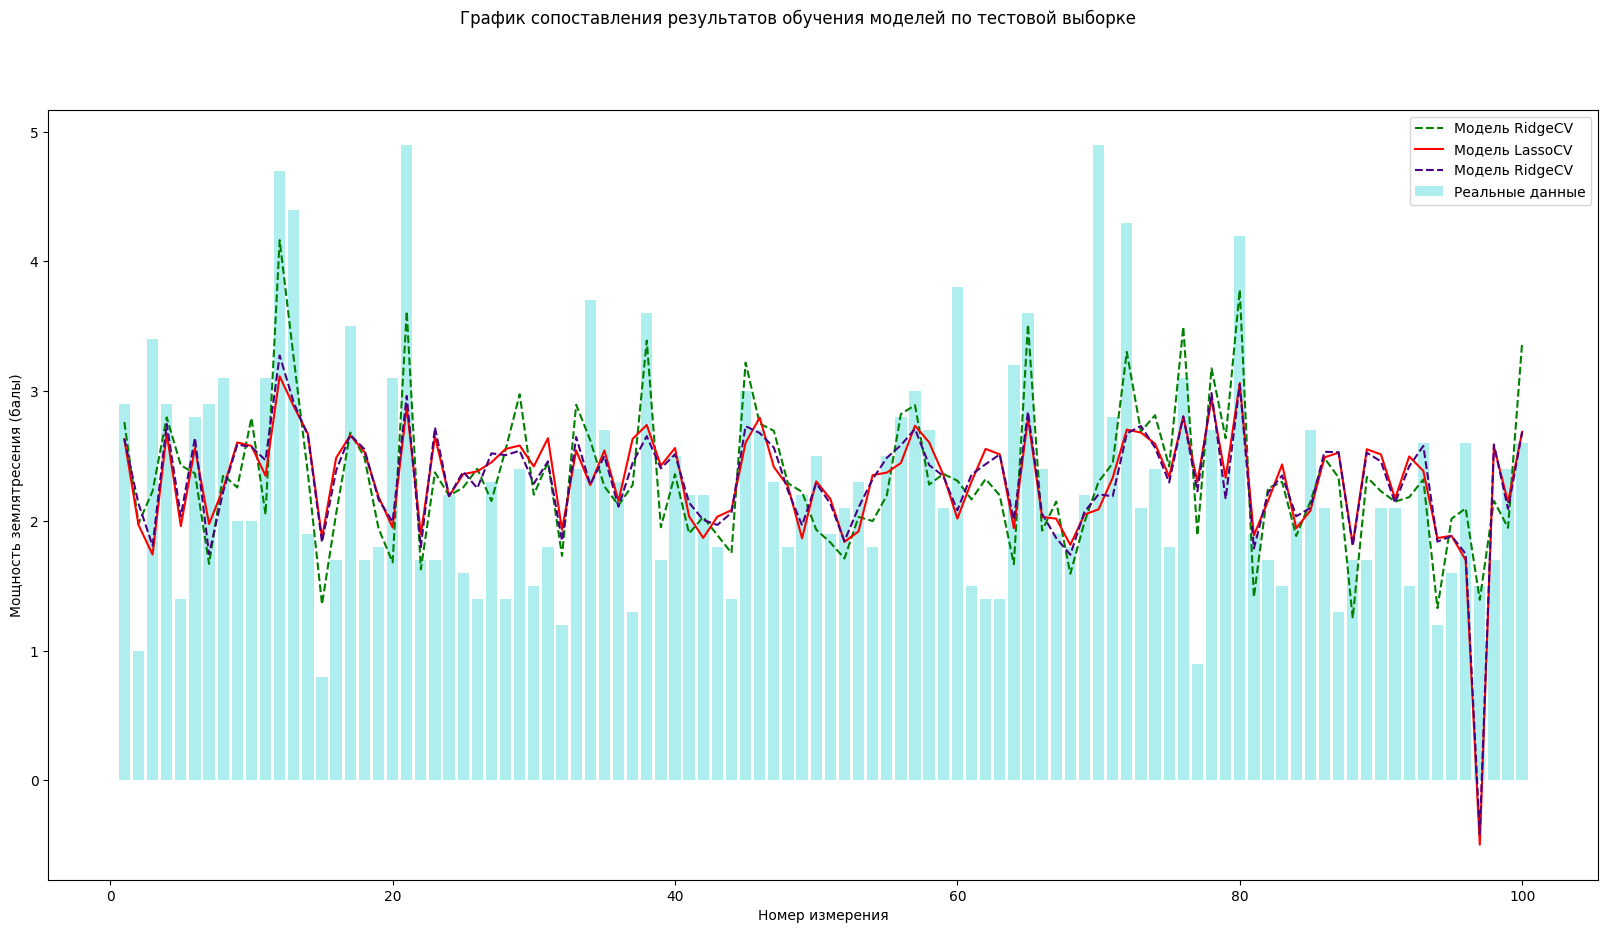 График сопоставления результатов обучения моделей по тестовой выборке
Модель RidgeCV
Модель LassoCV
Модель RidgeCV
Реальные данные
Мощность землятресения (балы)
5
4
3
2
1
0
0 20 40 60 80 100
Номер измерения